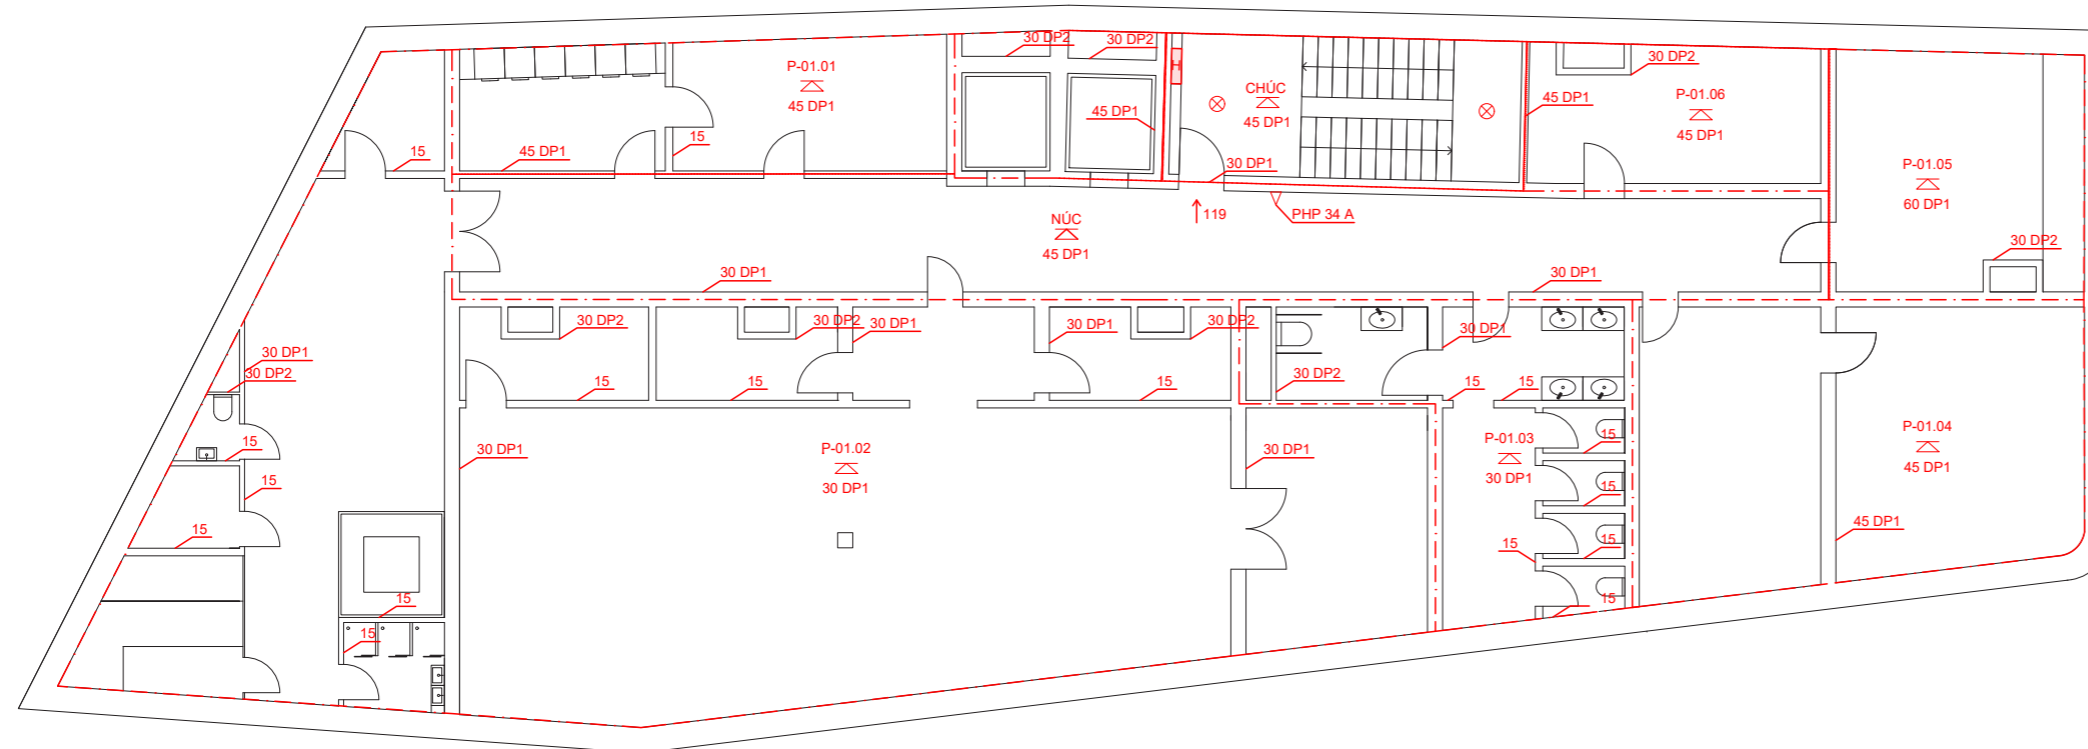 30 DP2
30 DP2
P-01.01
45 DP1
H
CHÚC
45 DP1
45 DP1
30 DP2
45 DP1
P-01.06
45 DP1
15
45 DP1
15
30 DP1
P-01.05
60 DP1
NÚC
45 DP1
119
PHP 34 A
30 DP2
30 DP1
30 DP1
30 DP2
30 DP2
30 DP1
30 DP1
30 DP2
30 DP1
30 DP1
30 DP2
15
15
15
30 DP2
15
15
P-01.02
30 DP1
30 DP1
30 DP1
P-01.03
30 DP1
P-01.04
45 DP1
15
15
15
15
15
15
15
45 DP1
15
15
15